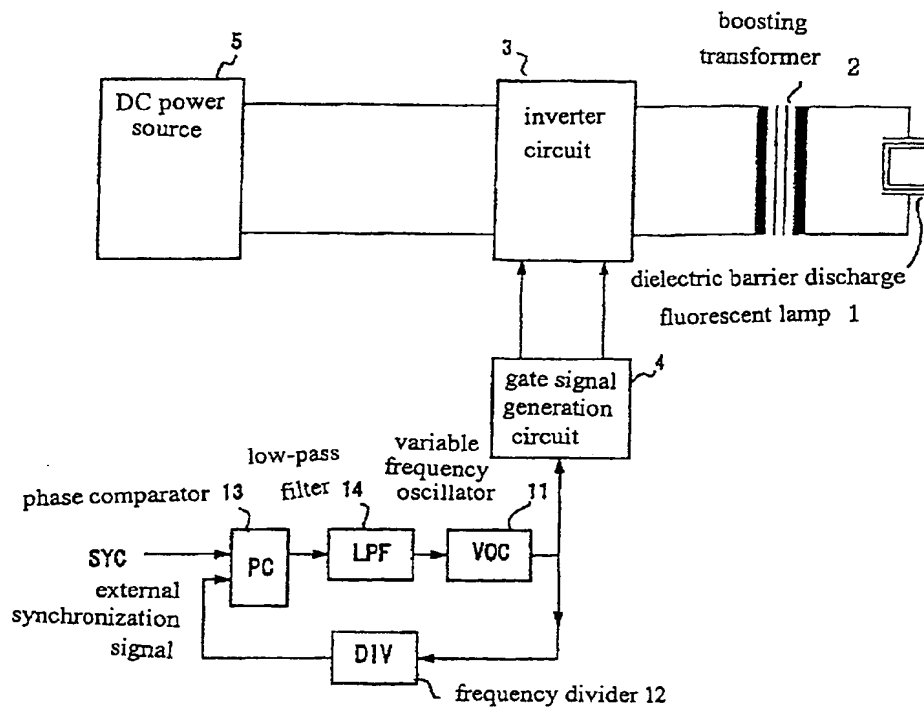 5
DC power
source
3
inverter
circuit
boosting
transformer 2
dielectric barrier discharge
fluorescent lamp 1
4
gate signal
generation
circuit
phase comparator 13
low-pass
filter 14
variable
frequency
oscillator 11
SYC
external
synchronization
signal
PC
LPF
VOC
DIV
frequency divider 12